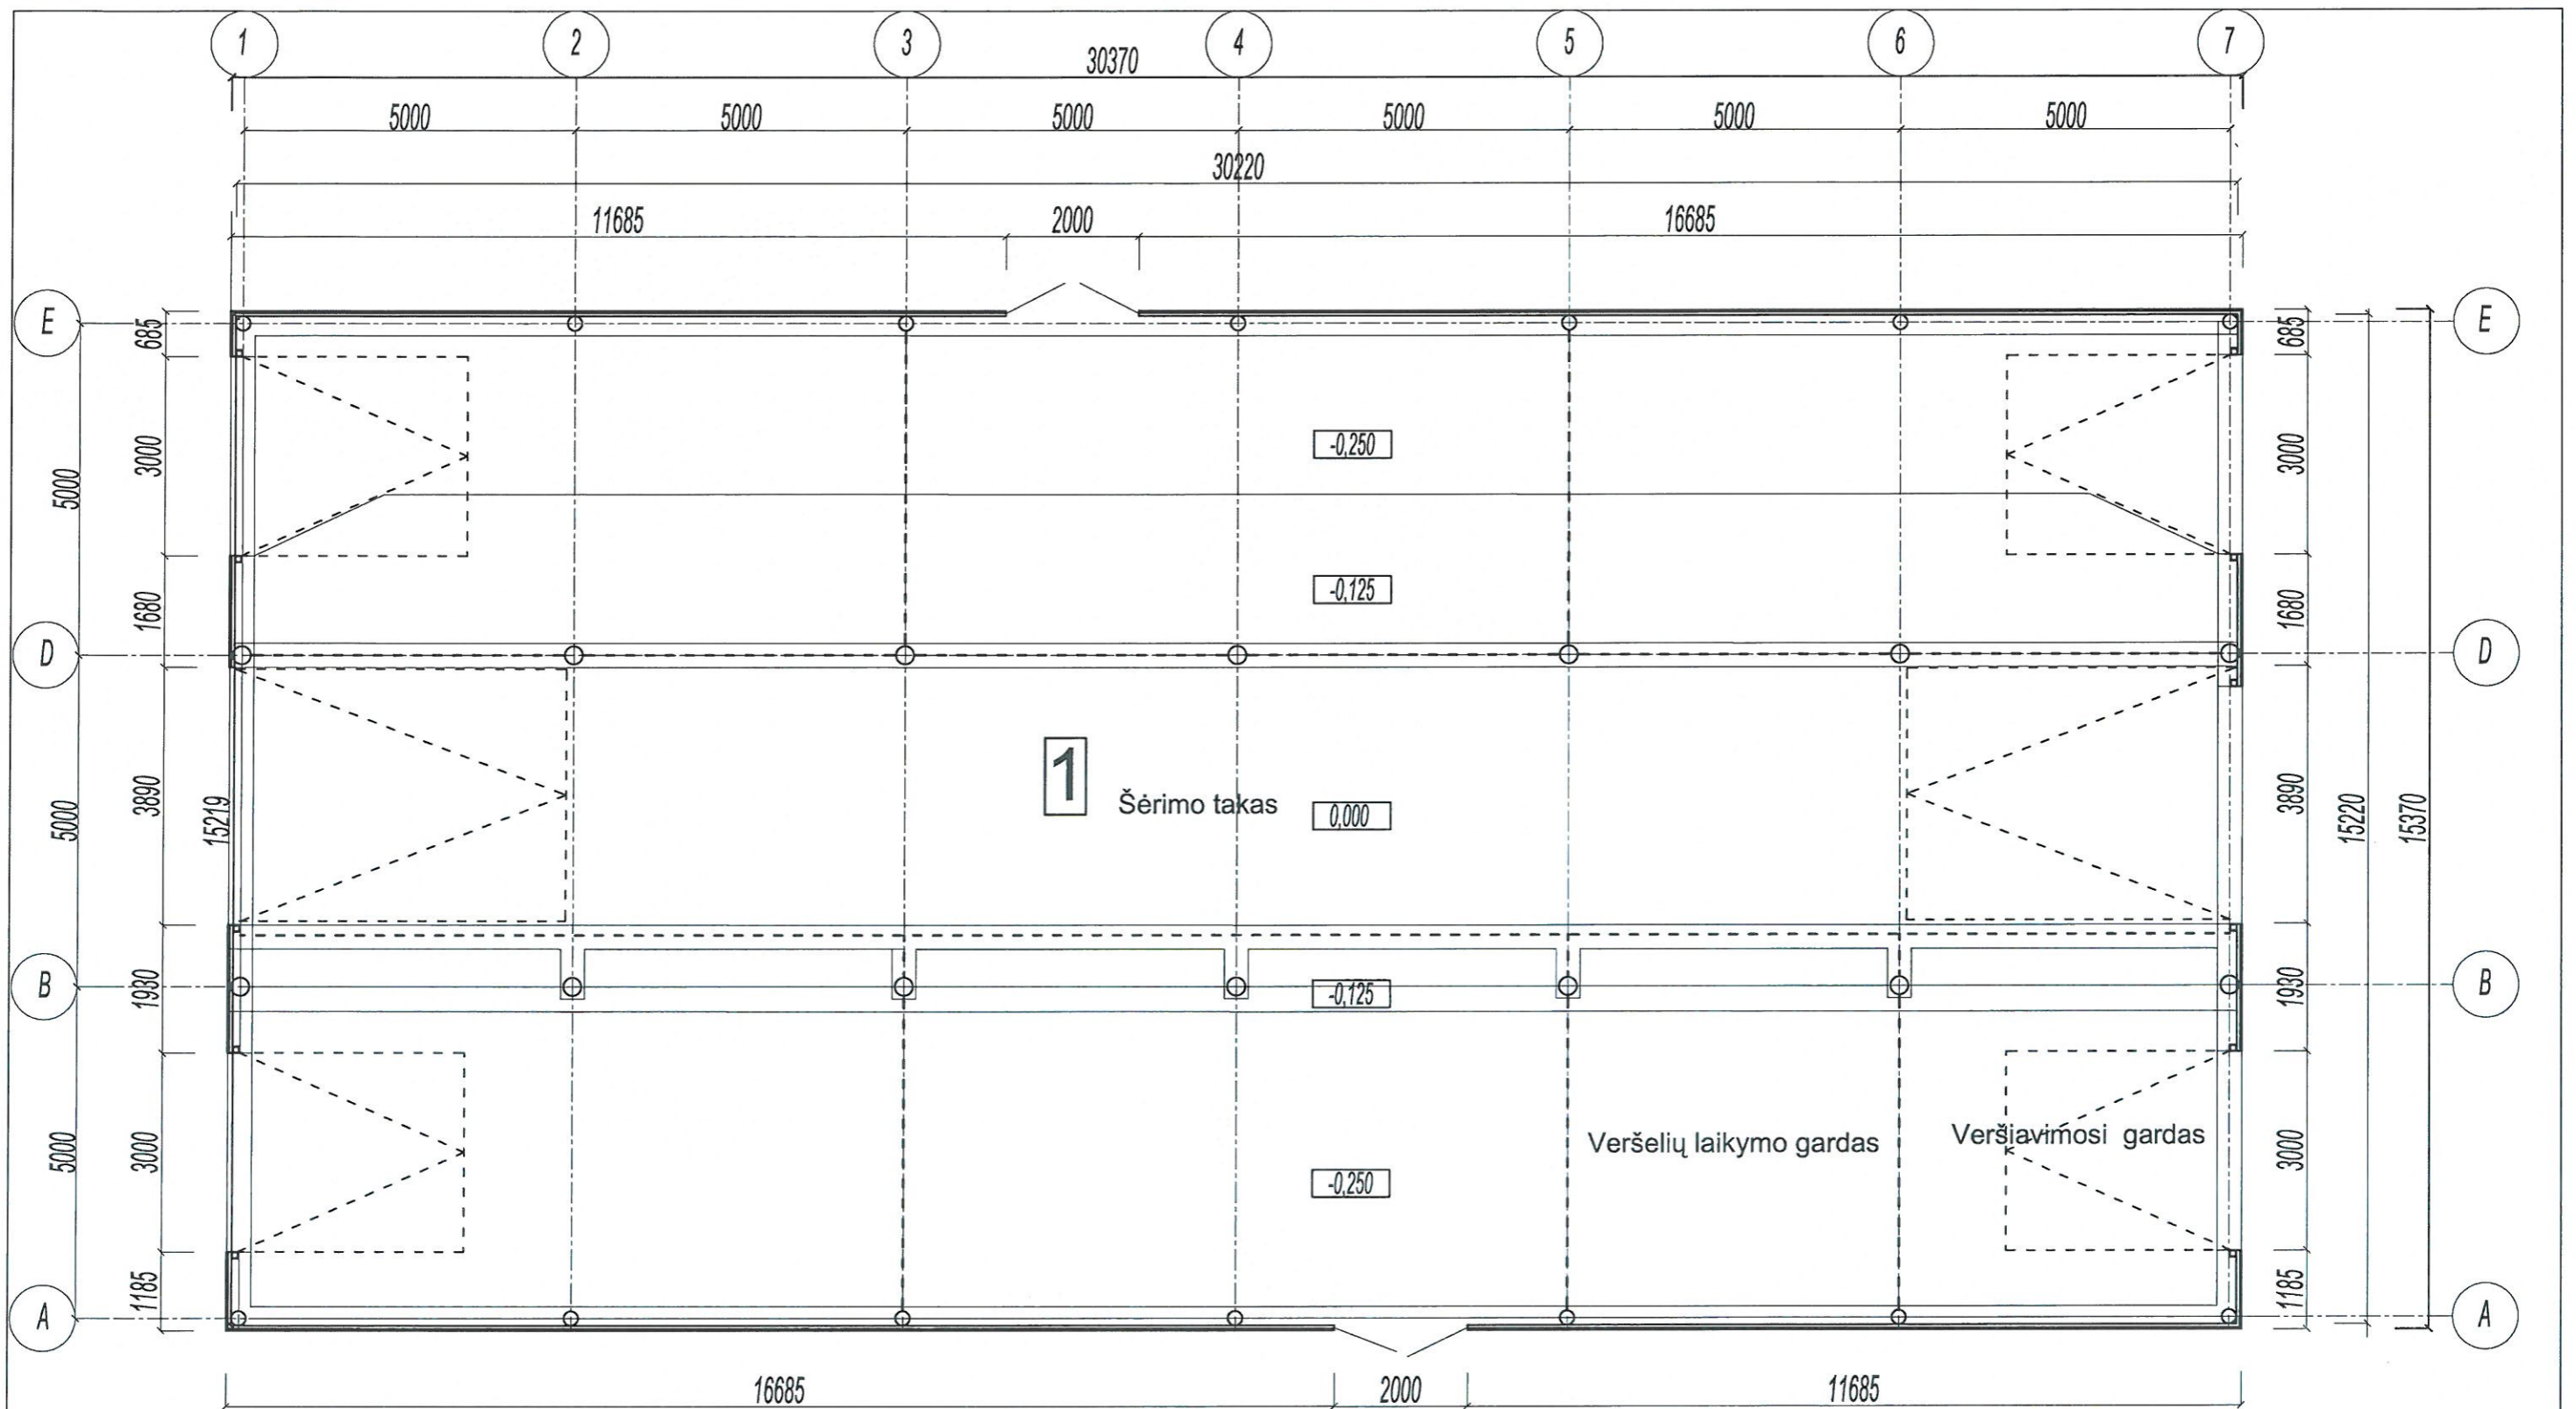 1 2 3 4 5 6 7
30370
5000 5000 5000 5000 5000 5000
30220
11685 2000 16685
E 685 685 E
-0,250
5000 3000 3000
-0,125
1680 1680
D D
1
Šėrimo takas 0,000
5000 3890 15219 3890 15220 15370
B 1930 -0,125 1930 B
5000 3000 Veršelių laikymo gardas Veršiavimosi gardas 3000
-0,250
1185 1185
A A
16685 2000 11685